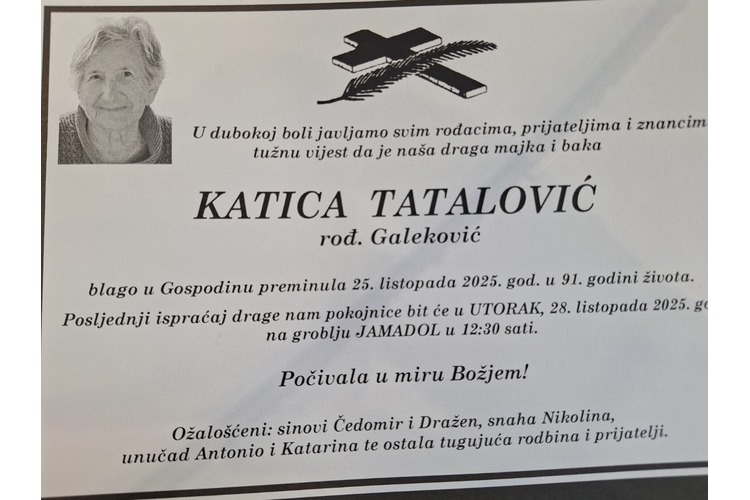 U dubokoj boli javljamo svim rođacima, prijateljima i znancim
tužnu vijest da je naša draga majka i baka
KATICA TATALOVIĆ
rođ. Galeković
blago u Gospodinu preminula 25. listopada 2025. god. u 91. godini života.
Posljednji ispraćaj drage nam pokojnice bit će u UTORAK, 28. listopada 2025. go
na groblju JAMADOL u 12:30 sati.
Počivala u miru Božjem!
Ožalošćeni: sinovi Čedomir i Dražen, snaha Nikolina,
unučad Antonio i Katarina te ostala tugujuća rodbina i prijatelji.